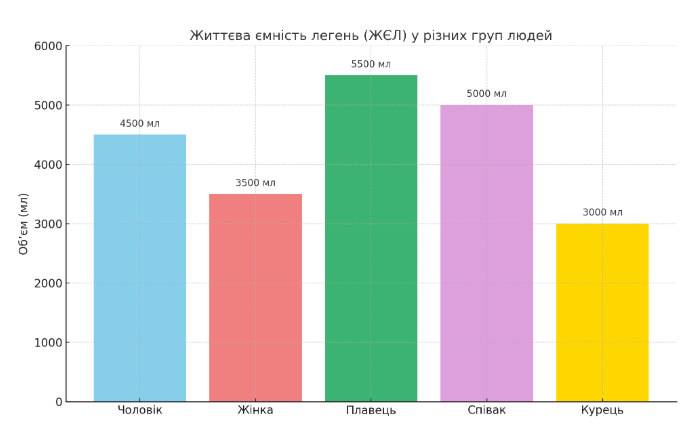 Життєва ємність легень (ЖЄЛ) у різних груп людей
6000
5000
4000
3000
2000
1000
0
Об'єм (мл)
4500 мл
3500 мл
5500 мл
5000 мл
3000 мл
Чоловік
Жінка
Плавець
Співак
Курець